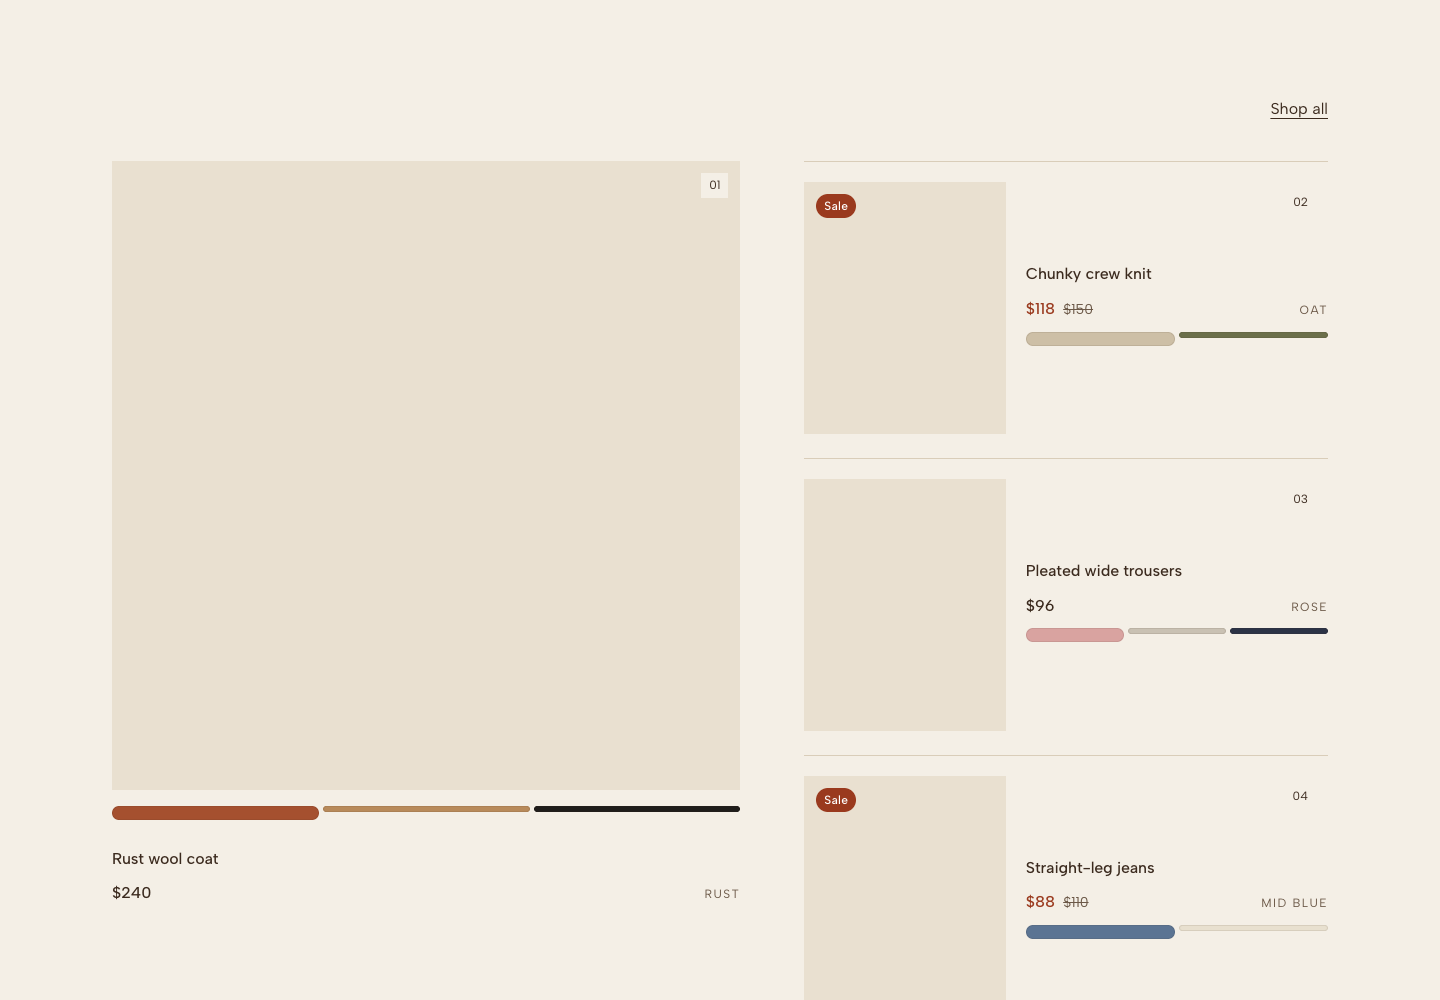 Shop all
01
Rust wool coat
$240
RUST
Sale
02
Chunky crew knit
$118 $150
OAT
03
Pleated wide trousers
$96
ROSE
Sale
04
Straight-leg jeans
$88 $110
MID BLUE